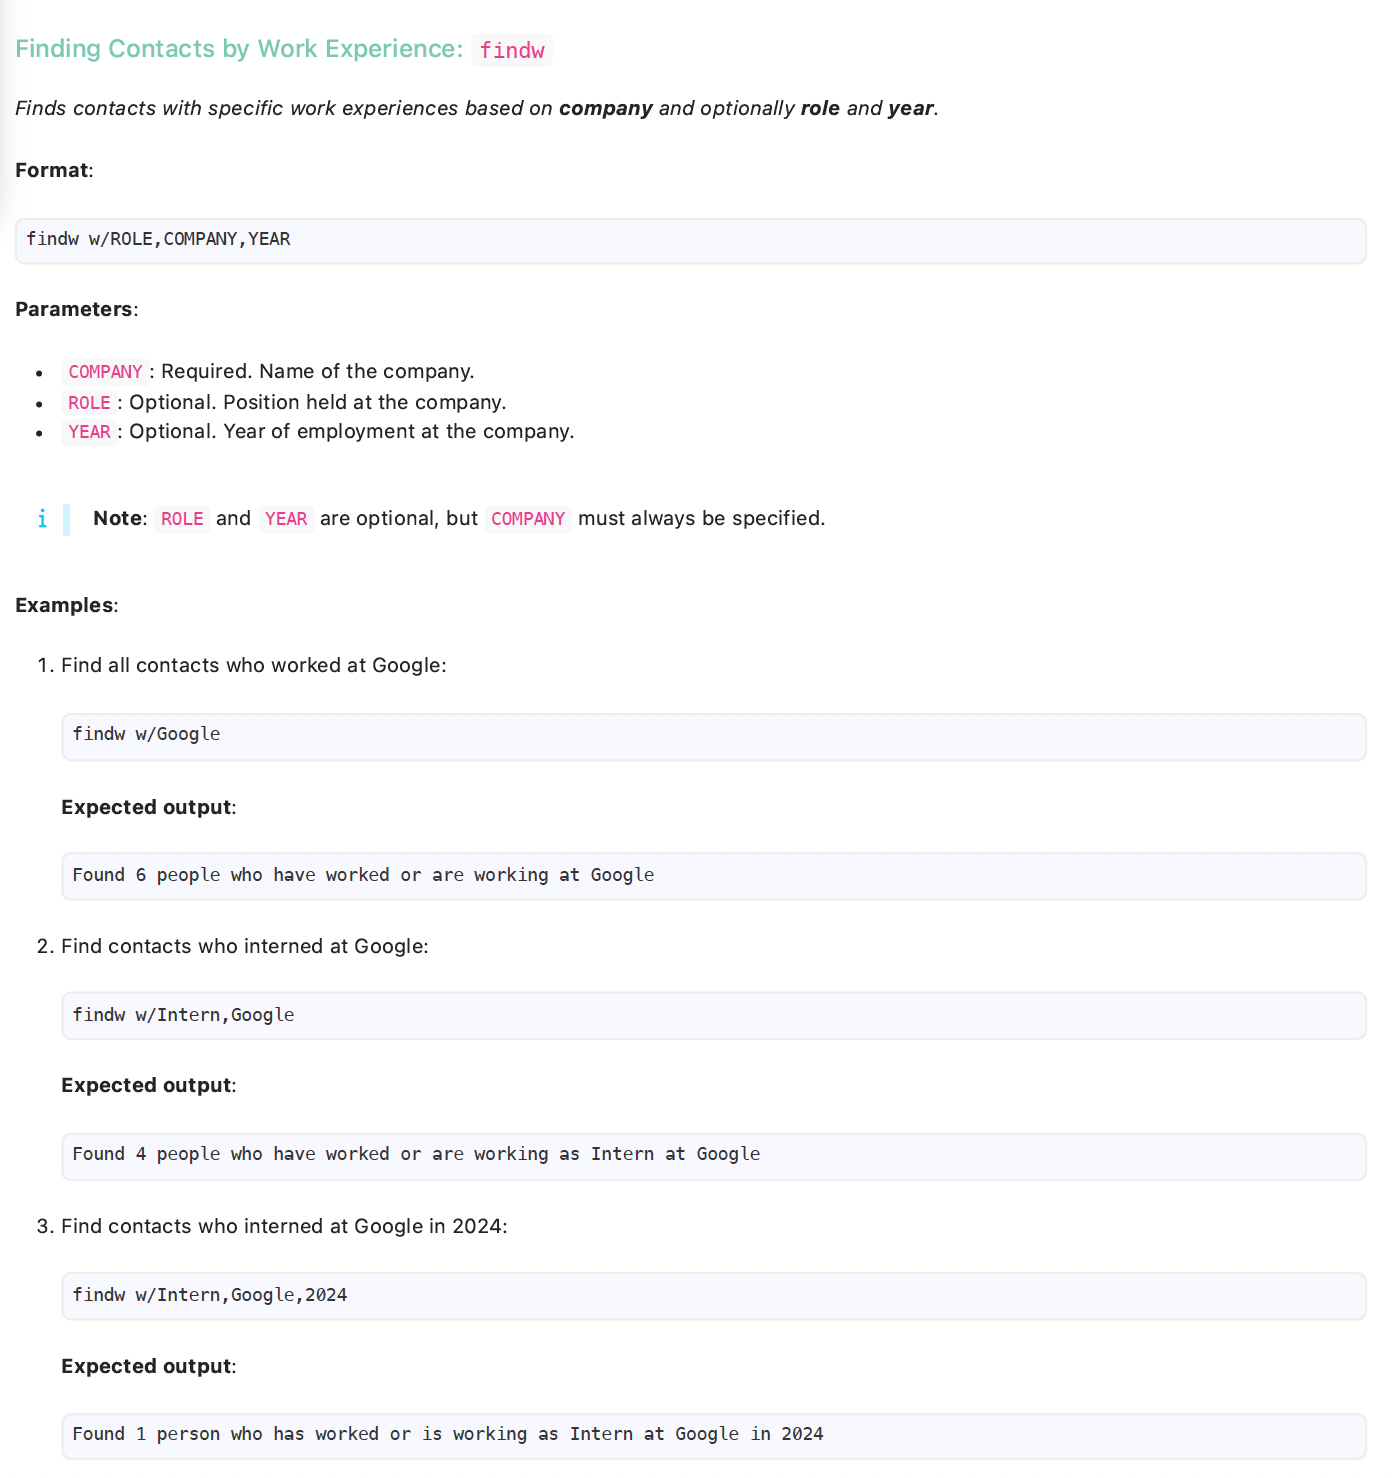 Finding Contacts by Work Experience: findw
Finds contacts with specific work experiences based on company and optionally role and year.
Format:
findw w/ROLE,COMPANY,YEAR
Parameters:
• COMPANY : Required. Name of the company.
• ROLE : Optional. Position held at the company.
• YEAR : Optional. Year of employment at the company.
i Note: ROLE and YEAR are optional, but COMPANY must always be specified.
Examples:
1. Find all contacts who worked at Google:
findw w/Google
Expected output:
Found 6 people who have worked or are working at Google
2. Find contacts who interned at Google:
findw w/Intern,Google
Expected output:
Found 4 people who have worked or are working as Intern at Google
3. Find contacts who interned at Google in 2024:
findw w/Intern,Google,2024
Expected output:
Found 1 person who has worked or is working as Intern at Google in 2024